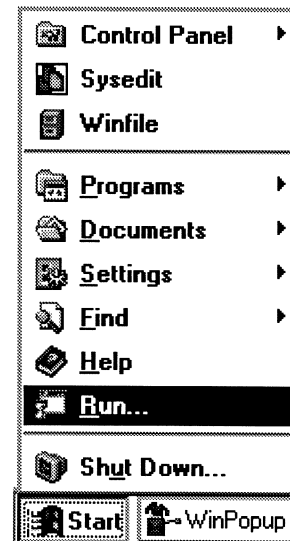 Control Panel
Sysedit
Winfile
Programs
Documents
Settings
Find
Help
Run...
Shut Down...
Start WinPopup